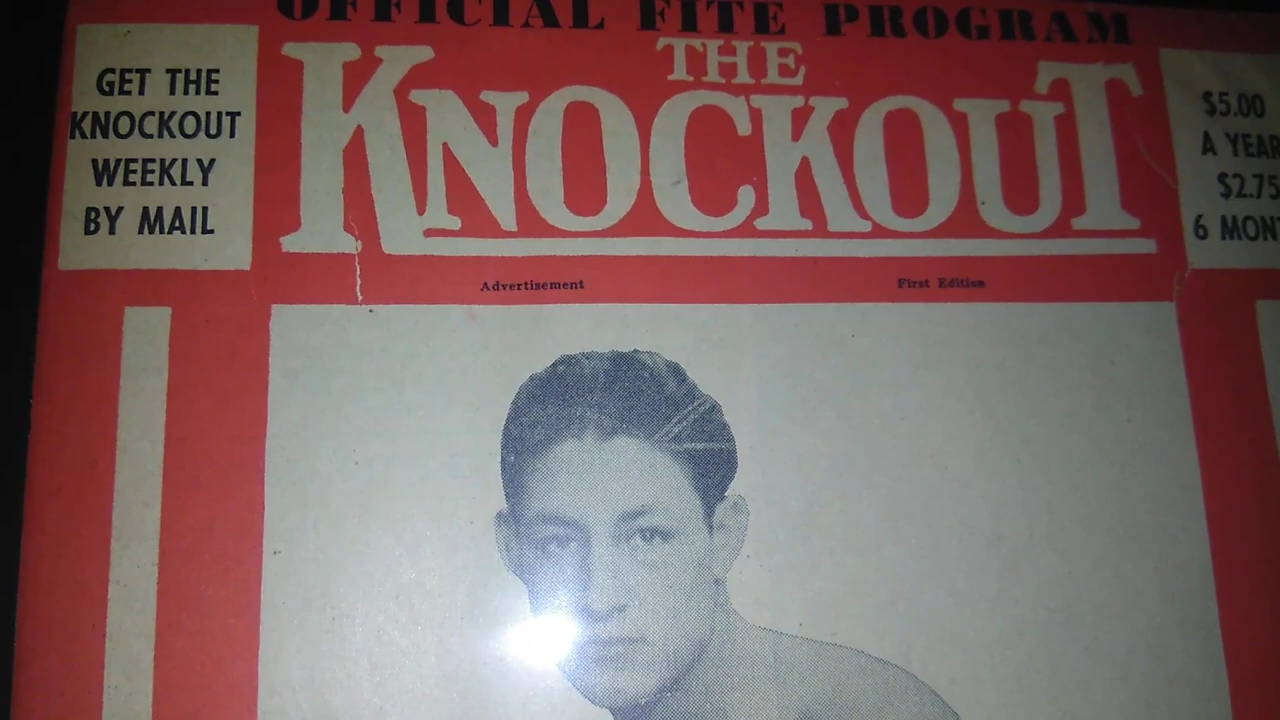 OFFICIAL FITE PROGRAM
THE
KNOCKOUT
GET THE
KNOCKOUT
WEEKLY
BY MAIL
$5.00
A YEAR
$2.75
6 MON
Advertisement
First Edition